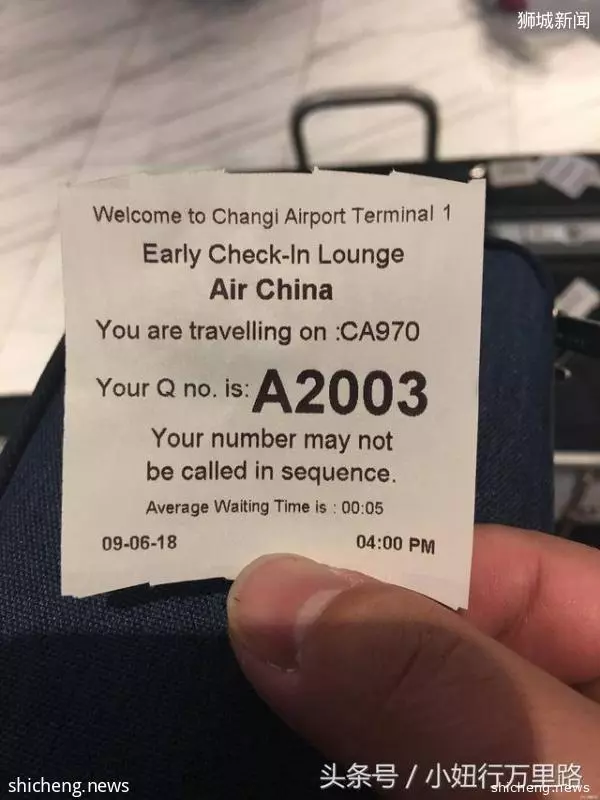 狮城新闻
Welcome to Changi Airport Terminal 1
Early Check-In Lounge
Air China
You are travelling on :CA970
Your Q no. is: A2003
Your number may not
be called in sequence.
Average Waiting Time is : 00:05
09-06-18 04:00 PM
头条号 / 小妞行万里路
shicheng.news shicheng.news